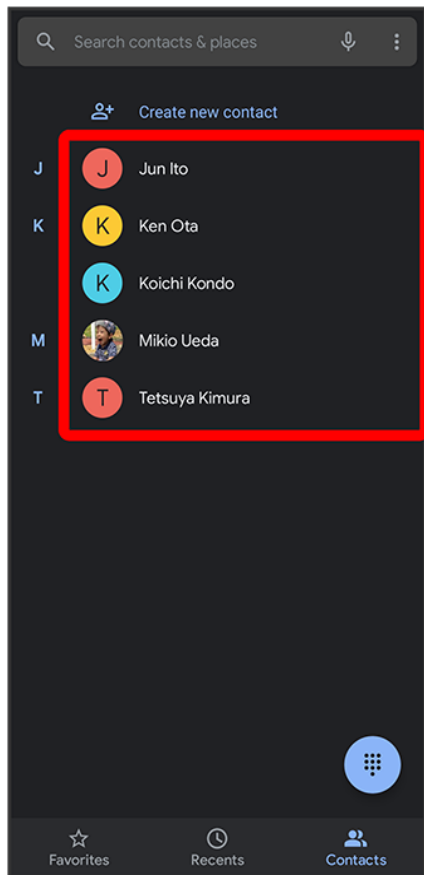 Search contacts & places
Create new contact
J
J Jun Ito
K
K Ken Ota
K Koichi Kondo
M
Mikio Ueda
T
T Tetsuya Kimura
Favorites Recents Contacts